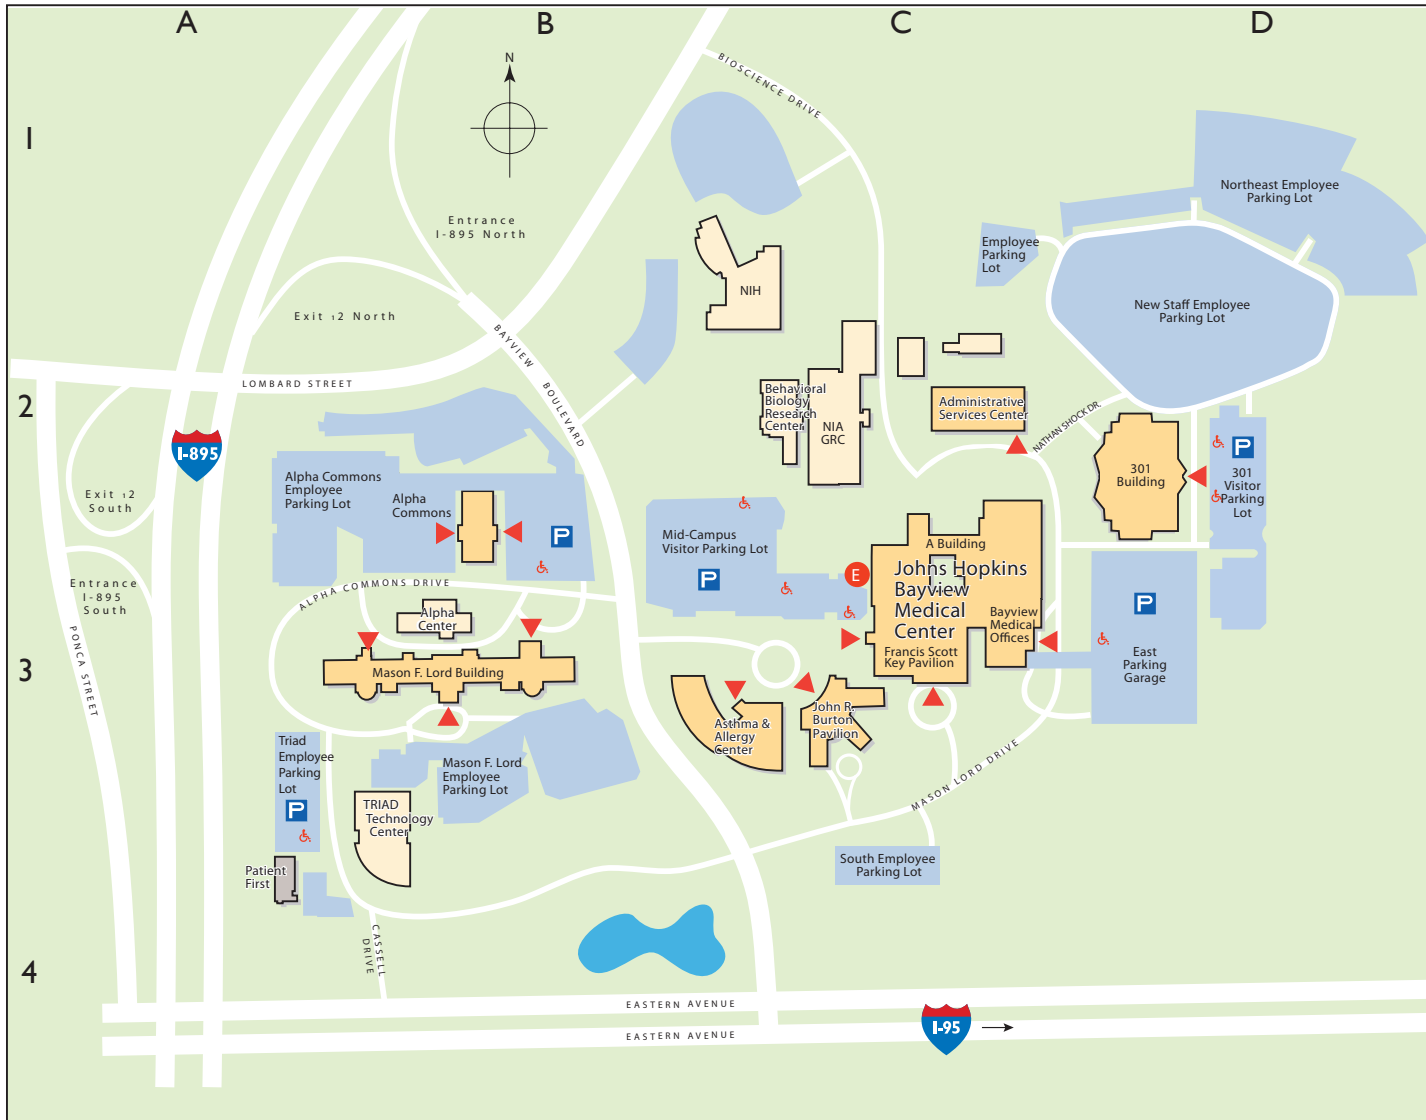 A
B
C
D
1
2
3
4
N
BIOSCIENCE DRIVE
Entrance
I-895 North
Exit 12 North
BAYVIEW BOULEVARD
LOMBARD STREET
I-895
Exit 12
South
Entrance
I-895
South
PONCA STREET
NIH
Employee
Parking
Lot
Northeast Employee
Parking Lot
New Staff Employee
Parking Lot
Behavioral
Biology
Research
Center
NIA
GRC
Administrative
Services Center
NATHAN SHOCK DR.
301
Building
P
301
Visitor
Parking
Lot
Alpha Commons
Employee
Parking Lot
Alpha
Commons
P
ALPHA COMMONS DRIVE
Alpha
Center
Mason F. Lord Building
Mid-Campus
Visitor Parking Lot
P
E
A Building
Johns Hopkins
Bayview
Medical
Center
Bayview
Medical
Offices
Francis Scott
Key Pavilion
P
East
Parking
Garage
Asthma &
Allergy
Center
John R.
Burton
Pavilion
MASON LORD DRIVE
Triad
Employee
Parking
Lot
P
Mason F. Lord
Employee
Parking Lot
TRIAD
Technology
Center
Patient
First
South Employee
Parking Lot
CASSELL
DRIVE
EASTERN AVENUE
EASTERN AVENUE
I-95